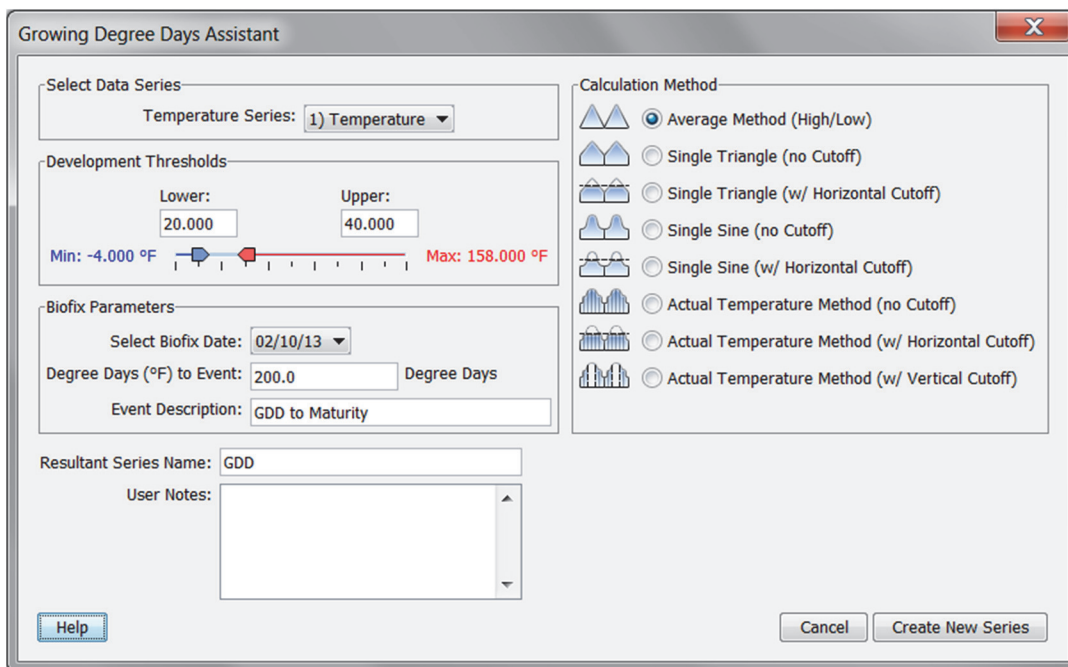 Growing Degree Days Assistant
X
Select Data Series
Temperature Series: 1) Temperature
Development Thresholds
Lower: Upper:
20.000 40.000
Min: -4.000 °F Max: 158.000 °F
Biofix Parameters
Select Biofix Date: 02/10/13
Degree Days (°F) to Event: 200.0 Degree Days
Event Description: GDD to Maturity
Resultant Series Name: GDD
User Notes:
Calculation Method
Average Method (High/Low)
Single Triangle (no Cutoff)
Single Triangle (w/ Horizontal Cutoff)
Single Sine (no Cutoff)
Single Sine (w/ Horizontal Cutoff)
Actual Temperature Method (no Cutoff)
Actual Temperature Method (w/ Horizontal Cutoff)
Actual Temperature Method (w/ Vertical Cutoff)
Help Cancel Create New Series